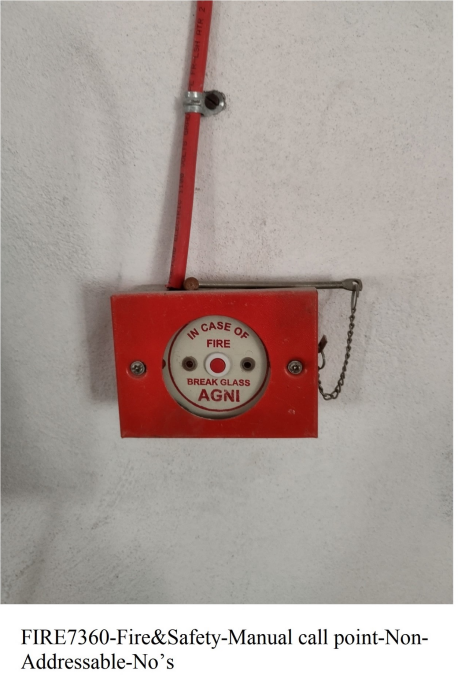 IN CASE OF
FIRE
BREAK GLASS
AGNI
FIRE7360-Fire&Safety-Manual call point-Non-
Addressable-No’s